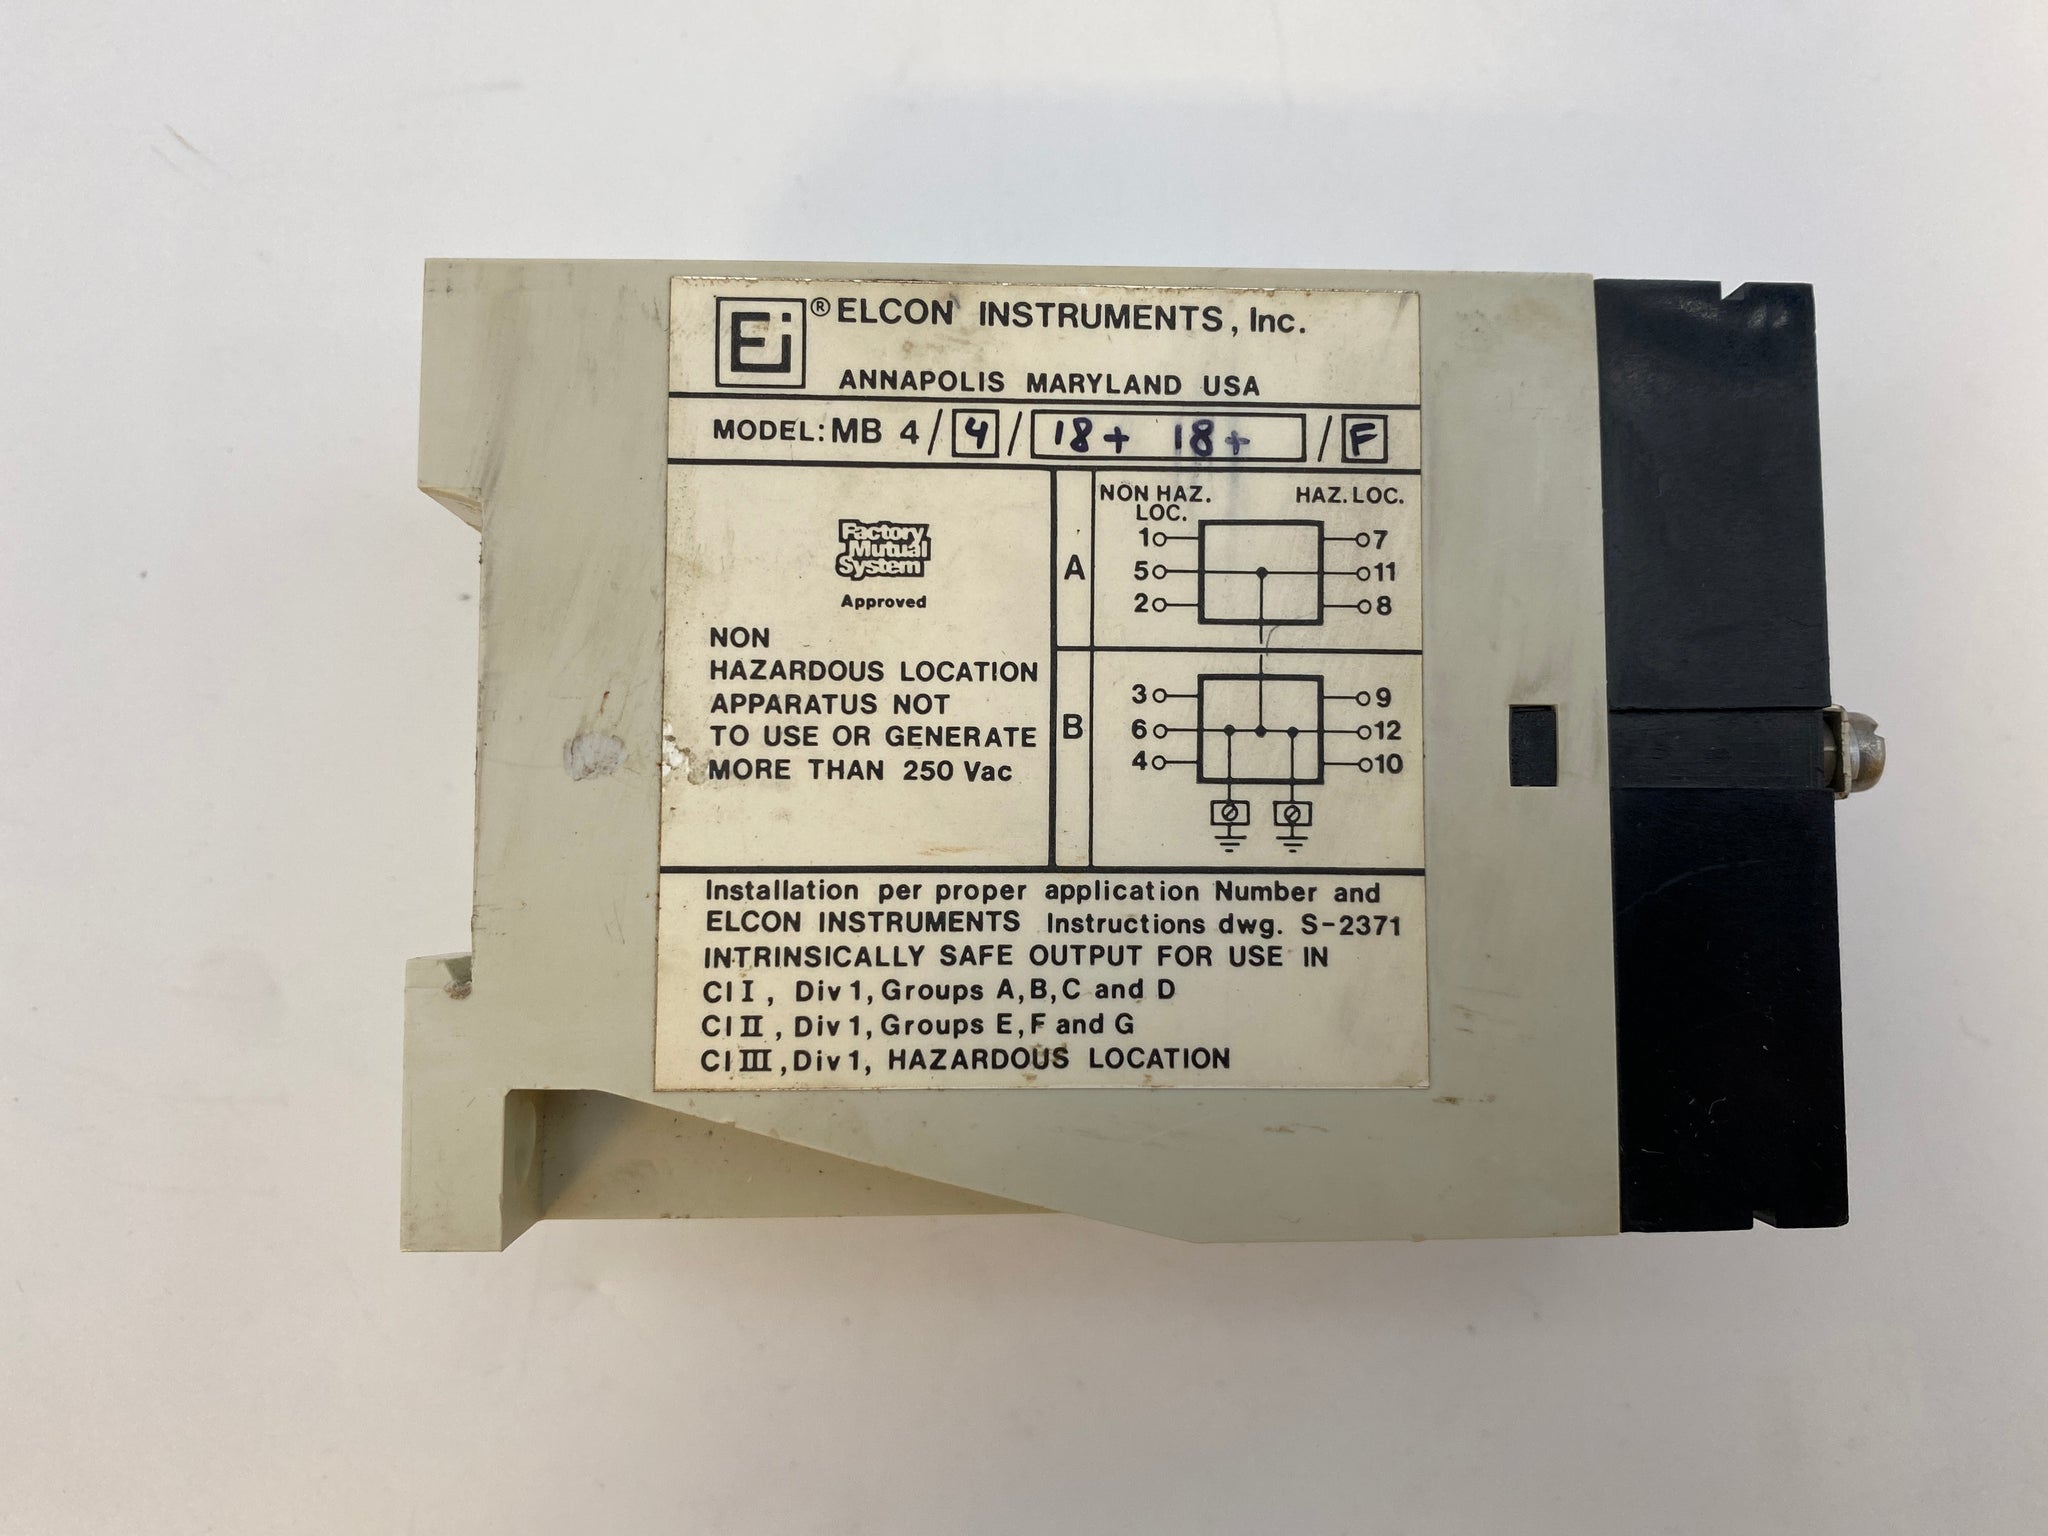 Ei ® ELCON INSTRUMENTS, Inc.
ANNAPOLIS MARYLAND USA
MODEL: MB 4 / 4 / 18+ 18+ / F
Factory
Mutual
System
Approved
NON
HAZARDOUS LOCATION
APPARATUS NOT
TO USE OR GENERATE
MORE THAN 250 Vac
A
NON HAZ. HAZ. LOC.
LOC.
1 7
5 11
2 8
B
3 9
6 12
4 10
Installation per proper application Number and
ELCON INSTRUMENTS Instructions dwg. S-2371
INTRINSICALLY SAFE OUTPUT FOR USE IN
Cl I, Div 1, Groups A, B, C and D
Cl II, Div 1, Groups E, F and G
Cl III, Div 1, HAZARDOUS LOCATION